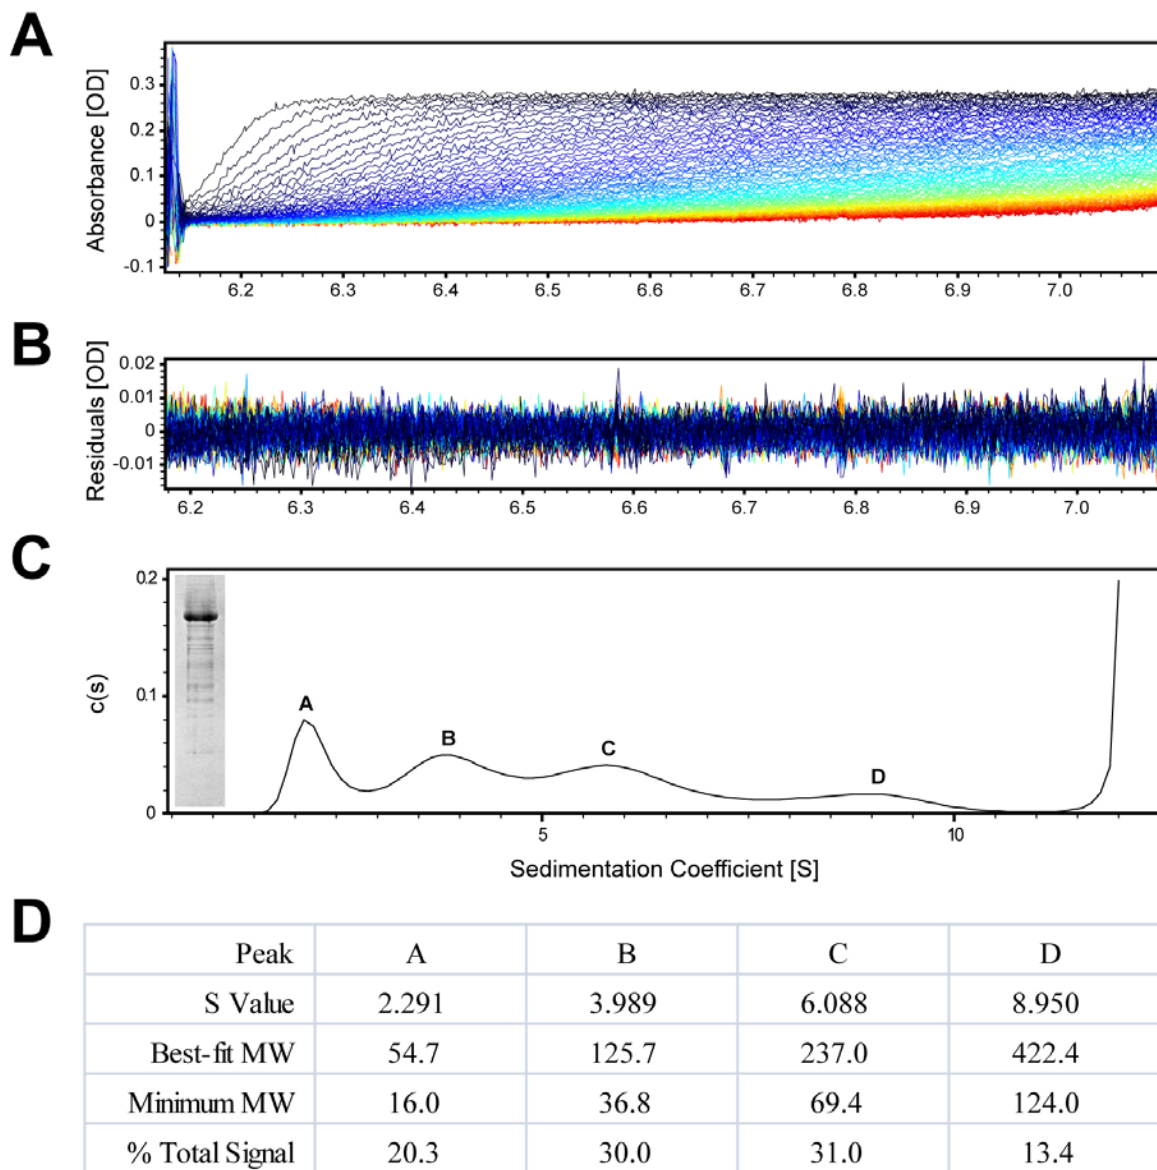 A
Absorbance [OD]
0.3
0.2
0.1
0
-0.1
6.2 6.3 6.4 6.5 6.6 6.7 6.8 6.9 7.0
B
Residuals [OD]
0.02
0.01
0
-0.01
6.2 6.3 6.4 6.5 6.6 6.7 6.8 6.9 7.0
C
c(s)
0.2
0.1
0
A B C D
5 10
Sedimentation Coefficient [S]
D
Peak A B C D
S Value 2.291 3.989 6.088 8.950
Best-fit MW 54.7 125.7 237.0 422.4
Minimum MW 16.0 36.8 69.4 124.0
% Total Signal 20.3 30.0 31.0 13.4